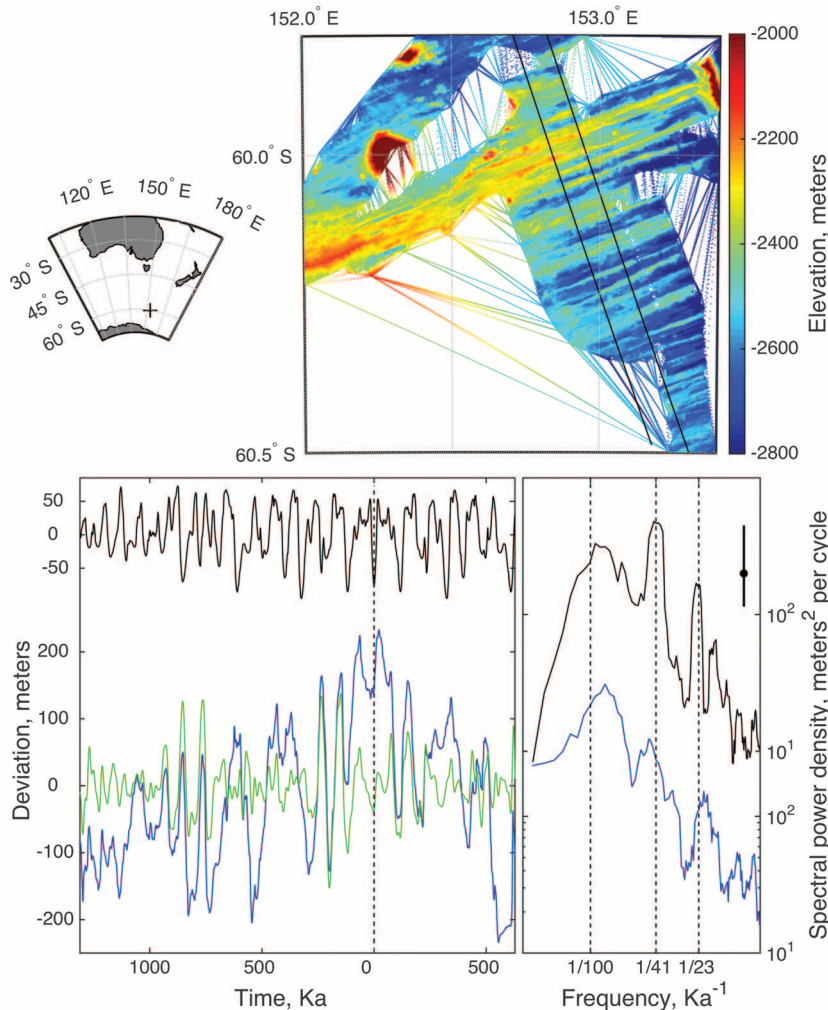 152.0° E
153.0° E
60.0° S
60.5° S
-2000
-2200
-2400
-2600
-2800
Elevation, meters
120° E
150° E
180° E
30° S
45° S
60° S
50
0
-50
200
100
0
-100
-200
Deviation, meters
1000
500
0
500
Time, Ka
1/100
1/41
1/23
Frequency, Ka⁻¹
10²
10¹
10²
10¹
Spectral power density, meters² per cycle